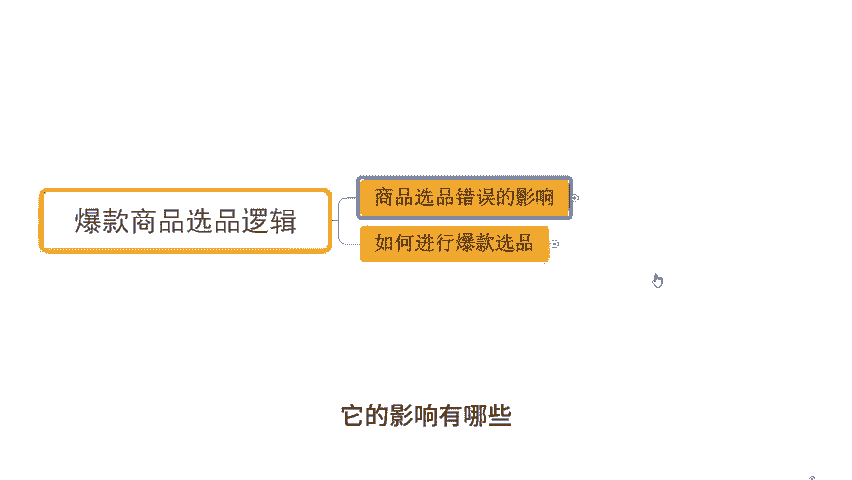 爆款商品选品逻辑
商品选品错误的影响
如何进行爆款选品
它的影响有哪些